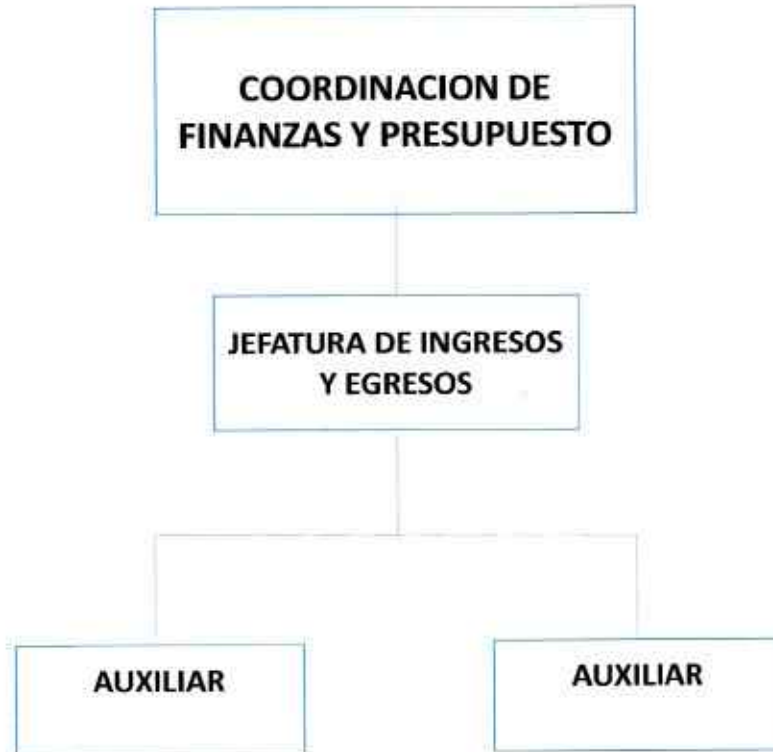 COORDINACION DE
FINANZAS Y PRESUPUESTO
JEFATURA DE INGRESOS
Y EGRESOS
AUXILIAR
AUXILIAR